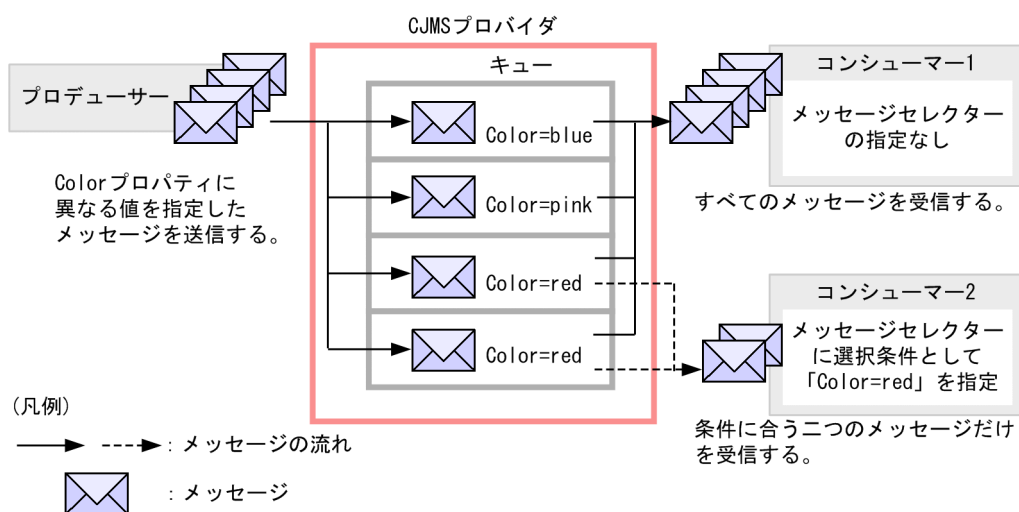 CJMSプロバイダ
キュー
プロデューサー
Colorプロパティに
異なる値を指定した
メッセージを送信する。
Color=blue
Color=pink
Color=red
Color=red
コンシューマー1
メッセージセレクター
の指定なし
すべてのメッセージを受信する。
コンシューマー2
メッセージセレクター
に選択条件として
「Color=red」を指定
条件に合う二つのメッセージだけ
を受信する。
(凡例)
：メッセージの流れ
：メッセージ